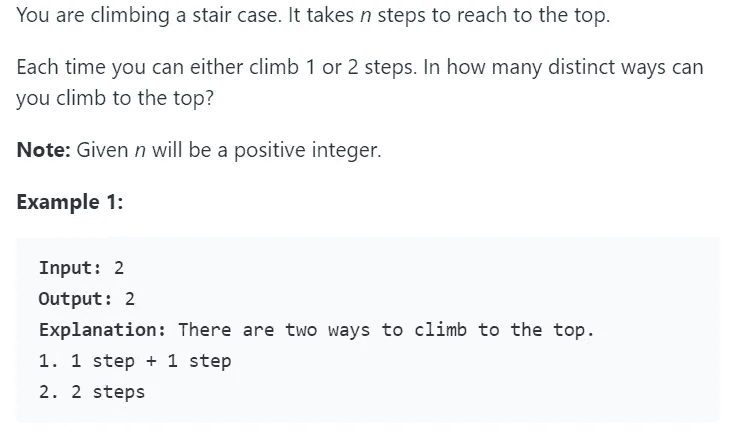 You are climbing a stair case. It takes n steps to reach to the top.
Each time you can either climb 1 or 2 steps. In how many distinct ways can
you climb to the top?
Note: Given n will be a positive integer.
Example 1:
Input: 2
Output: 2
Explanation: There are two ways to climb to the top.
1. 1 step + 1 step
2. 2 steps